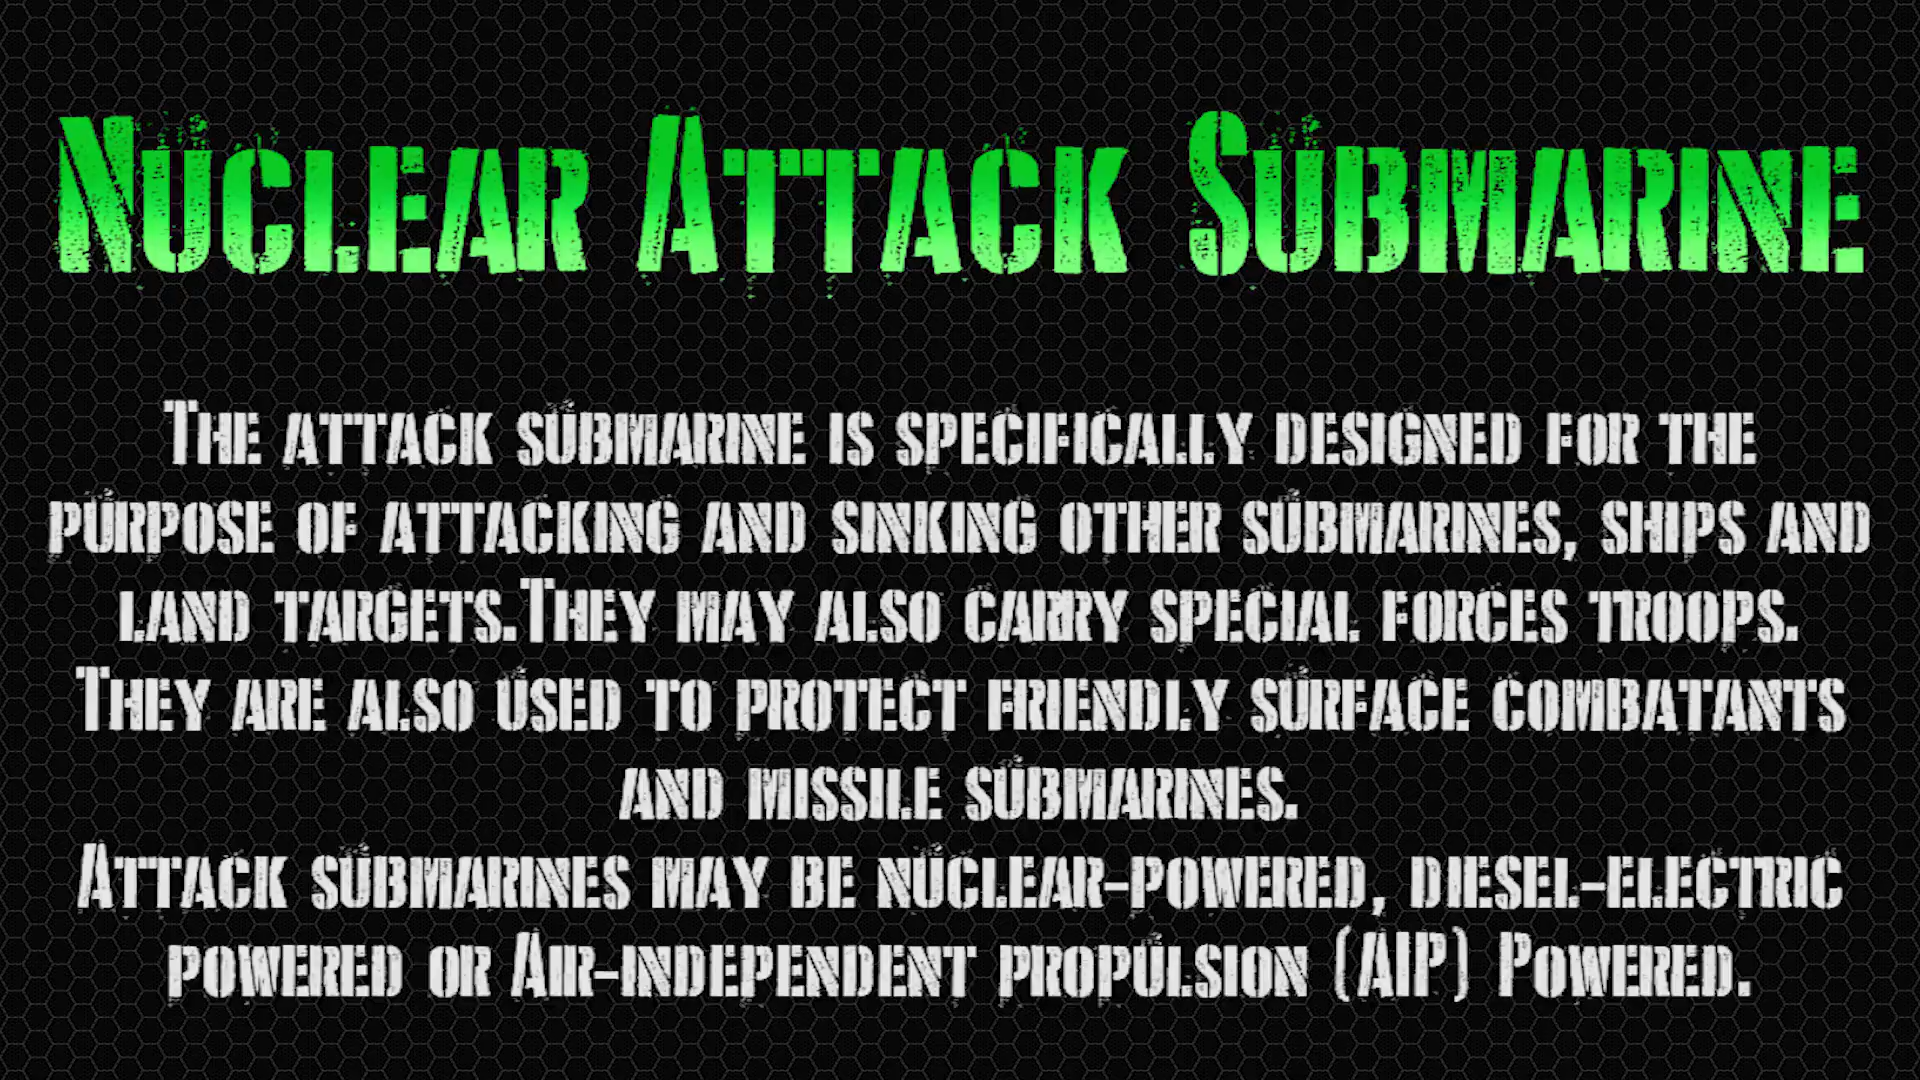 Nuclear Attack Submarine
The attack submarine is specifically designed for the
purpose of attacking and sinking other submarines, ships and
land targets.They may also carry special forces troops.
They are also used to protect friendly surface combatants
and missile submarines.
Attack submarines may be nuclear-powered, diesel-electric
powered or Air-independent propulsion (AIP) Powered.